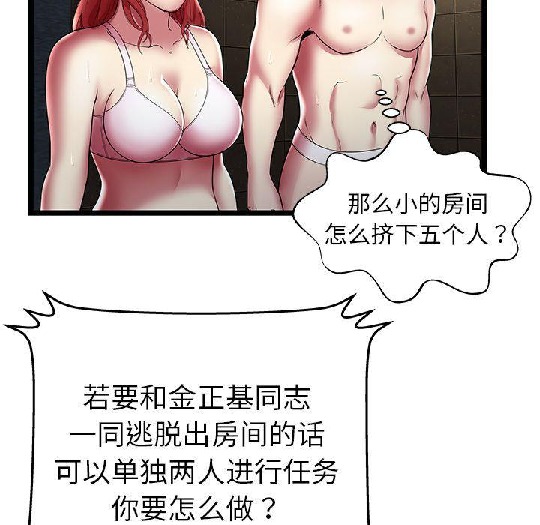 那么小的房间
怎么挤下五个人？
若要和金正基同志
一同逃脱出房间的话
可以单独两人进行任务
你要怎么做？